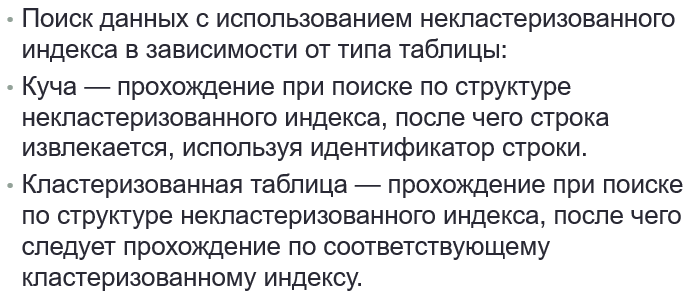 • Поиск данных с использованием некластеризованного
индекса в зависимости от типа таблицы:
• Куча — прохождение при поиске по структуре
некластеризованного индекса, после чего строка
извлекается, используя идентификатор строки.
• Кластеризованная таблица — прохождение при поиске
по структуре некластеризованного индекса, после чего
следует прохождение по соответствующему
кластеризованному индексу.